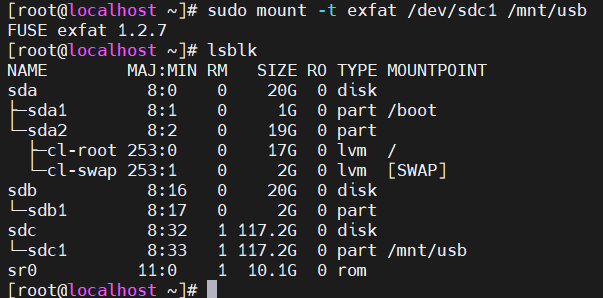 [root@localhost ~]# sudo mount -t exfat /dev/sdc1 /mnt/usb
FUSE exfat 1.2.7
[root@localhost ~]# lsblk
NAME        MAJ:MIN RM   SIZE RO TYPE MOUNTPOINT
sda           8:0    0    20G  0 disk
├─sda1        8:1    0     1G  0 part /boot
└─sda2        8:2    0    19G  0 part
  ├─cl-root 253:0    0    17G  0 lvm  /
  └─cl-swap 253:1    0     2G  0 lvm  [SWAP]
sdb           8:16   0    20G  0 disk
└─sdb1        8:17   0     2G  0 part
sdc           8:32   1 117.2G  0 disk
└─sdc1        8:33   1 117.2G  0 part /mnt/usb
sr0          11:0    1  10.1G  0 rom
[root@localhost ~]#